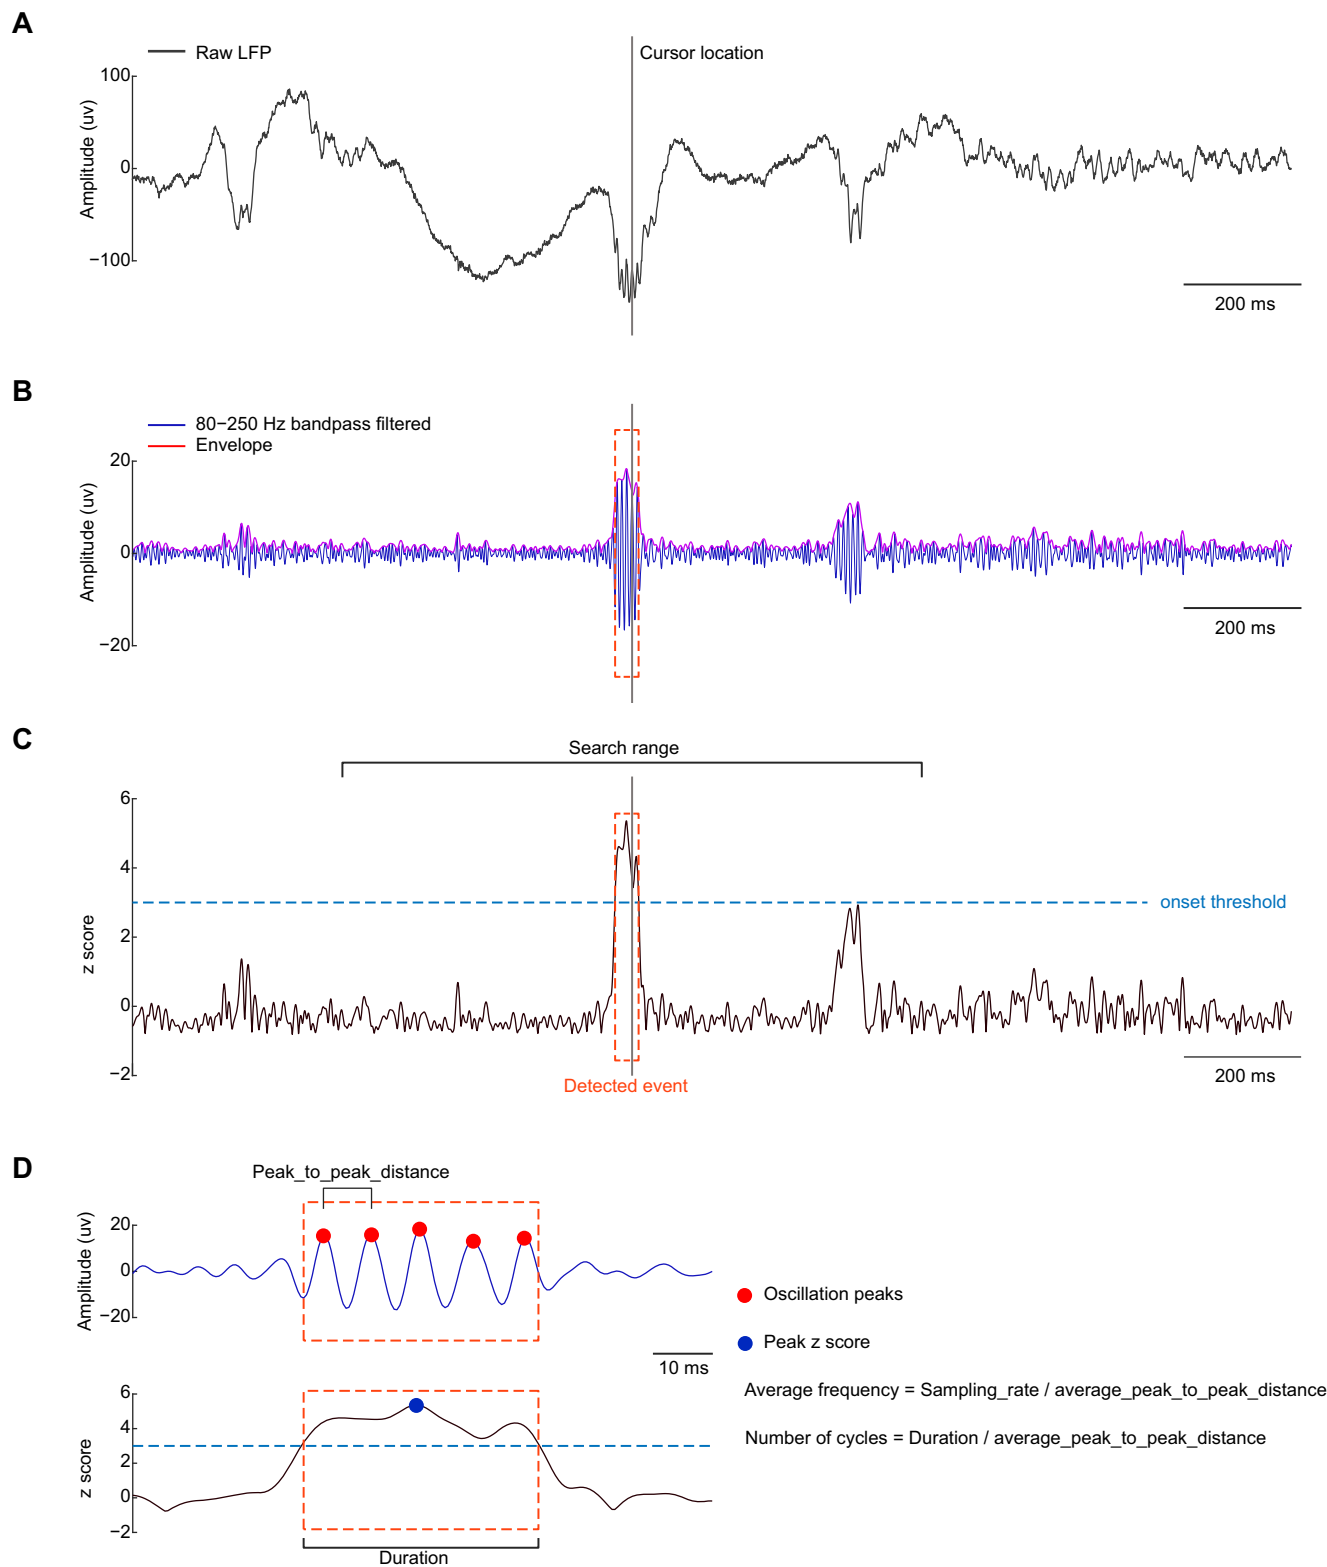 A
Raw LFP
Cursor location
100
0
−100
Amplitude (uv)
200 ms
B
80−250 Hz bandpass filtered
Envelope
20
0
−20
Amplitude (uv)
200 ms
C
Search range
6
4
2
0
−2
z score
onset threshold
200 ms
Detected event
D
Peak_to_peak_distance
20
0
−20
Amplitude (uv)
Oscillation peaks
Peak z score
10 ms
Average frequency = Sampling_rate / average_peak_to_peak_distance
Number of cycles = Duration / average_peak_to_peak_distance
6
4
2
0
−2
z score
Duration